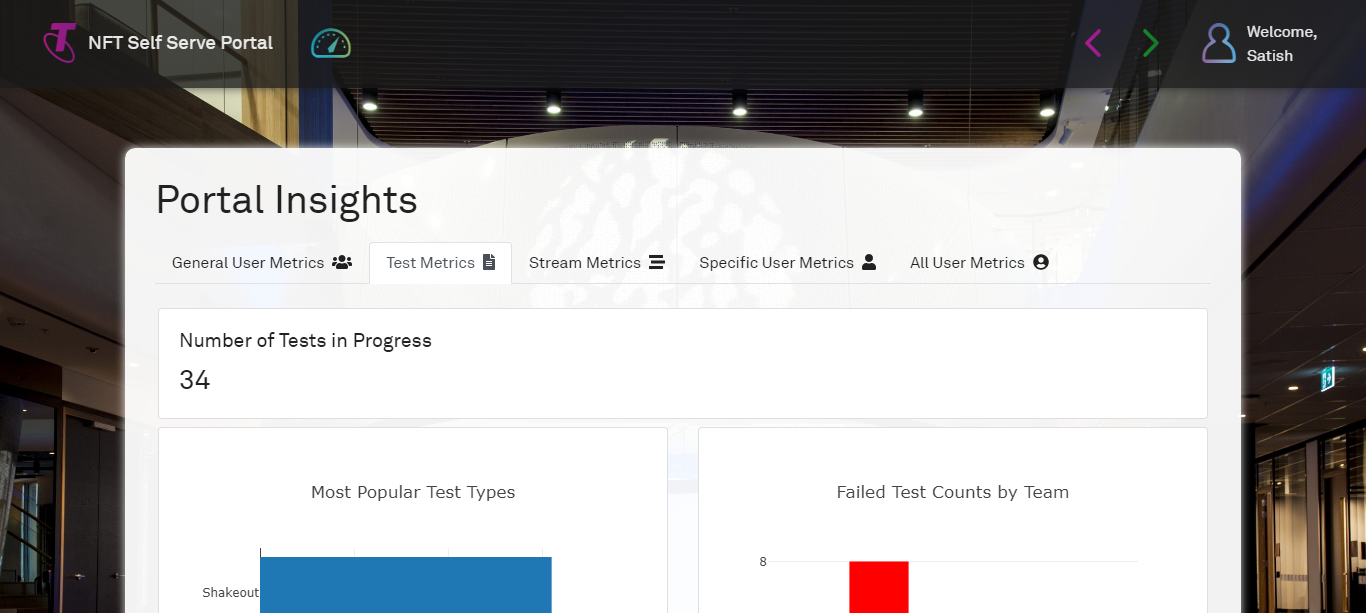 NFT Self Serve Portal
Welcome,
Satish
Portal Insights
General User Metrics
Test Metrics
Stream Metrics
Specific User Metrics
All User Metrics
Number of Tests in Progress
34
Most Popular Test Types
Shakeout
Failed Test Counts by Team
8